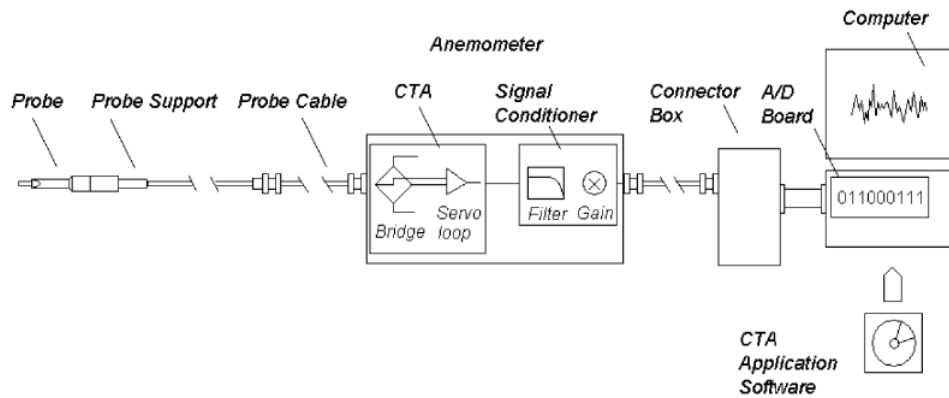 Computer
Anemometer
Probe
Probe Support
Probe Cable
CTA
Signal
Conditioner
Connector
Box
A/D
Board
011000111
Bridge
Servo
loop
Filter
Gain
CTA
Application
Software